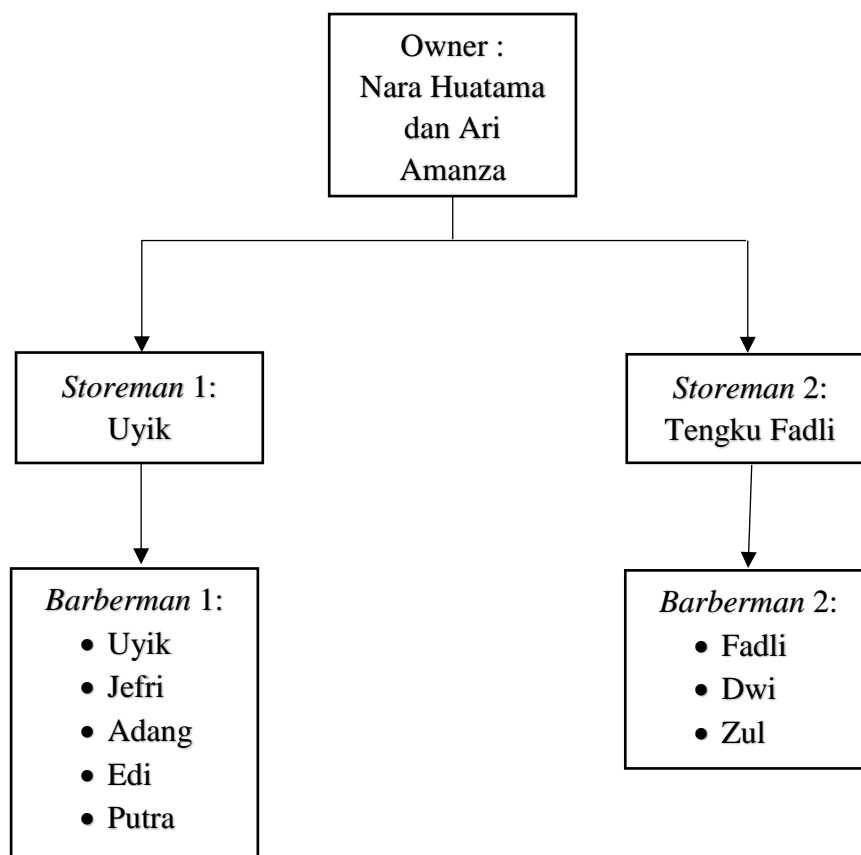 Owner :
Nara Huatama
dan Ari
Amanza
Storeman 1:
Uyik
Storeman 2:
Tengku Fadli
Barberman 1:
• Uyik
• Jefri
• Adang
• Edi
• Putra
Barberman 2:
• Fadli
• Dwi
• Zul